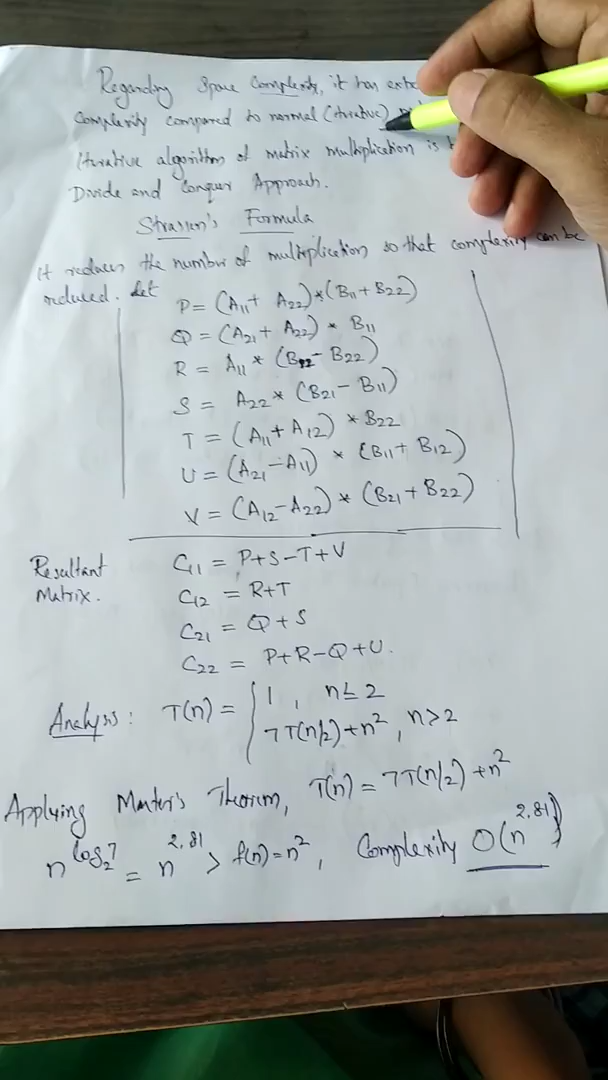 Regarding Space Complexity, it has
Complexity compared to normal (iterative)
Iterative algorithm of matrix multiplication is
Divide and Conquer Approach.
Strassen's Formula
It reduces the number of multiplication so that complexity can be
reduced. Let
P = (A11 + A22) * (B11 + B22)
Q = (A21 + A22) * B11
R = A11 * (B12 - B22)
S = A22 * (B21 - B11)
T = (A11 + A12) * B22
U = (A21 - A11) * (B11 + B12)
V = (A12 - A22) * (B21 + B22)
Resultant
Matrix.
C11 = P+S-T+V
C12 = R+T
C21 = Q+S
C22 = P+R-Q+U.
Analysis: T(n) = 1, n≤2
7T(n/2)+n², n>2
Applying Master's Theorem, T(n) = 7T(n/2)+n²
n^log₂7 = n^2.81 > f(n)=n², Complexity O(n^2.81)